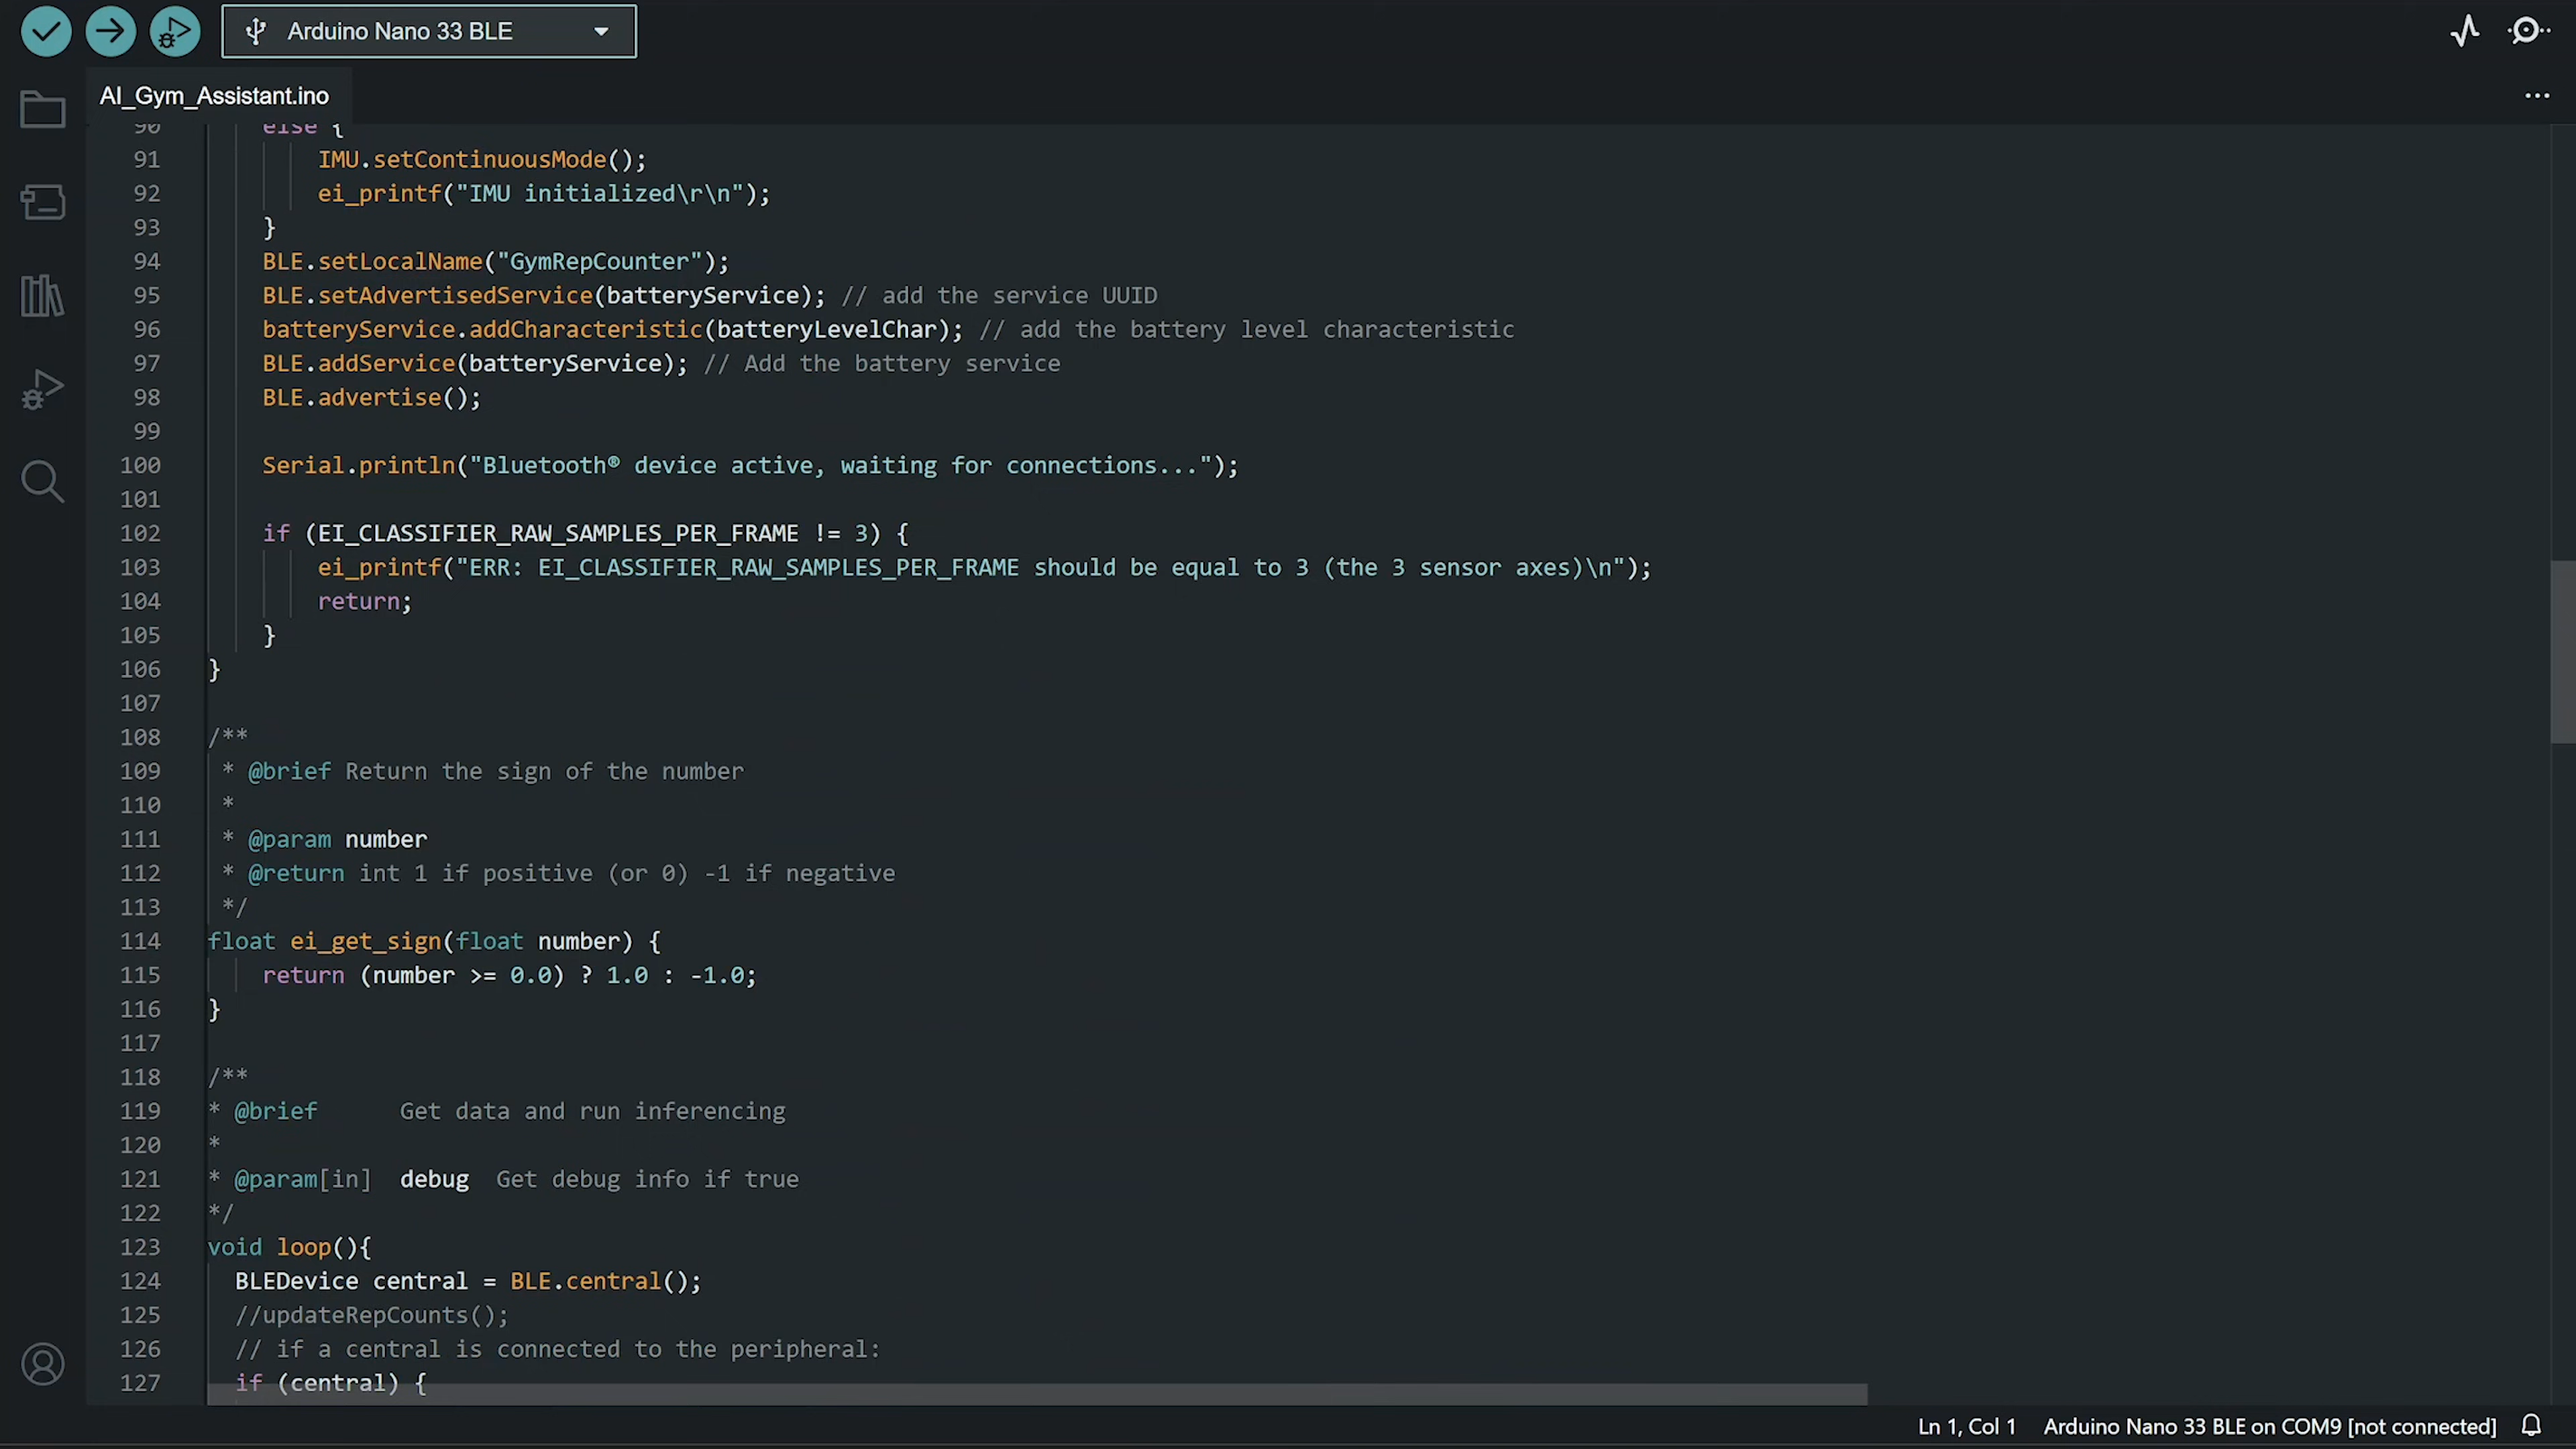 Arduino Nano 33 BLE
AI_Gym_Assistant.ino
90 else {
91 IMU.setContinuousMode();
92 ei_printf("IMU initialized\r\n");
93 }
94 BLE.setLocalName("GymRepCounter");
95 BLE.setAdvertisedService(batteryService); // add the service UUID
96 batteryService.addCharacteristic(batteryLevelChar); // add the battery level characteristic
97 BLE.addService(batteryService); // Add the battery service
98 BLE.advertise();
99
100 Serial.println("Bluetooth® device active, waiting for connections...");
101
102 if (EI_CLASSIFIER_RAW_SAMPLES_PER_FRAME != 3) {
103 ei_printf("ERR: EI_CLASSIFIER_RAW_SAMPLES_PER_FRAME should be equal to 3 (the 3 sensor axes)\n");
104 return;
105 }
106 }
107
108 /**
109 * @brief Return the sign of the number
110 *
111 * @param number
112 * @return int 1 if positive (or 0) -1 if negative
113 */
114 float ei_get_sign(float number) {
115 return (number >= 0.0) ? 1.0 : -1.0;
116 }
117
118 /**
119 * @brief Get data and run inferencing
120 *
121 * @param[in] debug Get debug info if true
122 */
123 void loop(){
124 BLEDevice central = BLE.central();
125 //updateRepCounts();
126 // if a central is connected to the peripheral:
127 if (central) {
Ln 1, Col 1 Arduino Nano 33 BLE on COM9 [not connected]